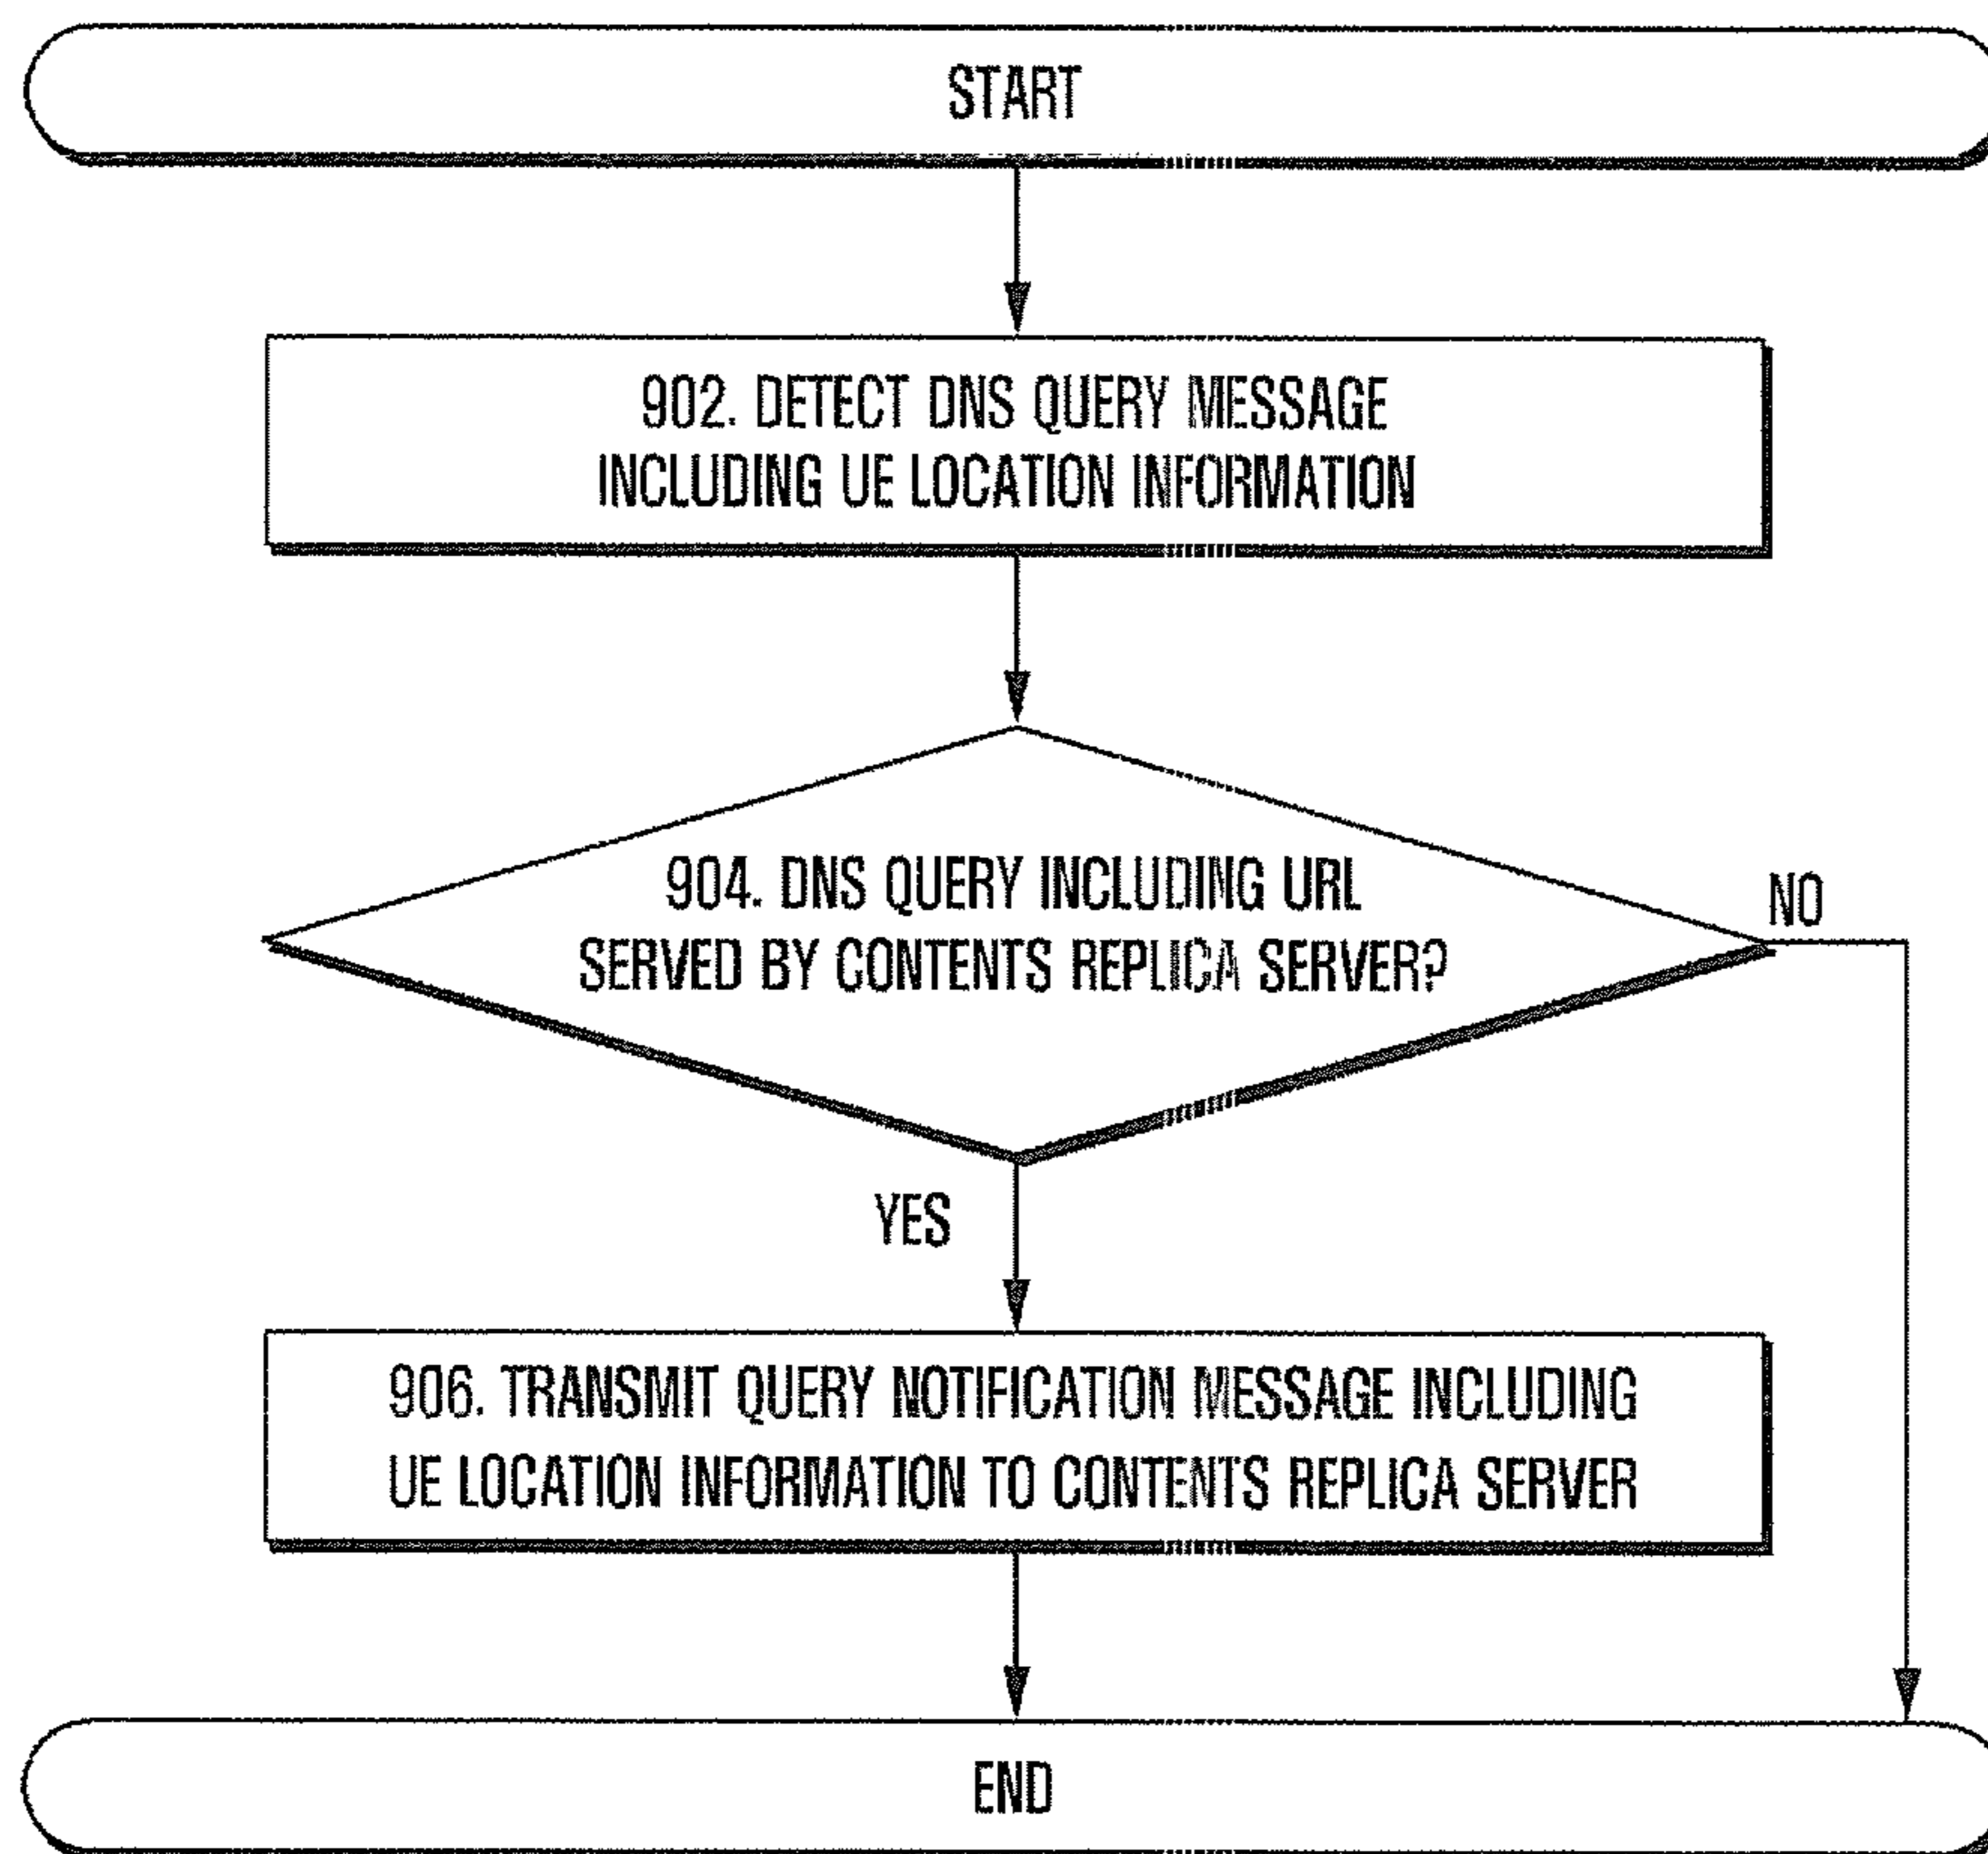 START
902. DETECT DNS QUERY MESSAGE
INCLUDING UE LOCATION INFORMATION
904. DNS QUERY INCLUDING URL
SERVED BY CONTENTS REPLICA SERVER?
NO
YES
906. TRANSMIT QUERY NOTIFICATION MESSAGE INCLUDING
UE LOCATION INFORMATION TO CONTENTS REPLICA SERVER
END